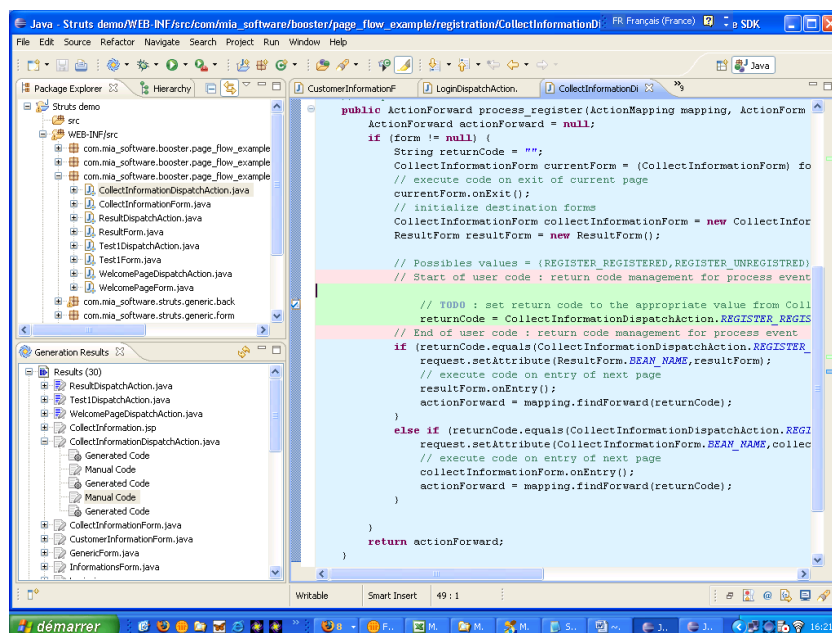 Java - Struts demo/WEB-INF/src/com/mia_software/booster/page_flow_example/registration/CollectInformationDi
FR Français (France)
e SDK
File Edit Source Refactor Navigate Search Project Run Window Help
Java
Package Explorer
Hierarchy
CustomerInformationF
LoginDispatchAction.
CollectInformationDi
»9
Struts demo
src
WEB-INF/src
com.mia_software.booster.page_flow_example
com.mia_software.booster.page_flow_example
com.mia_software.booster.page_flow_example
CollectInformationDispatchAction.java
CollectInformationForm.java
ResultDispatchAction.java
ResultForm.java
Test1DispatchAction.java
Test1Form.java
WelcomePageDispatchAction.java
WelcomePageForm.java
com.mia_software.struts.generic.back
com.mia_software.struts.generic.form
Generation Results
Results (30)
ResultDispatchAction.java
Test1DispatchAction.java
WelcomePageDispatchAction.java
CollectInformation.jsp
CollectInformationDispatchAction.java
Generated Code
Manual Code
Generated Code
Manual Code
Generated Code
CollectInformationForm.java
CustomerInformationForm.java
GenericForm.java
InformationsForm.java
public ActionForward process_register(ActionMapping mapping, ActionForm
ActionForward actionForward = null;
if (form != null) {
String returnCode = "";
CollectInformationForm currentForm = (CollectInformationForm) fo
// execute code on exit of current page
currentForm.onExit();
// initialize destination forms
CollectInformationForm collectInformationForm = new CollectInfor
ResultForm resultForm = new ResultForm();
// Possibles values = {REGISTER_REGISTERED,REGISTER_UNREGISTRED}
// Start of user code : return code management for process event
// TODO : set return code to the appropriate value from Coll
returnCode = CollectInformationDispatchAction.REGISTER_REGIS
// End of user code : return code management for process event
if (returnCode.equals(CollectInformationDispatchAction.REGISTER_
request.setAttribute(ResultForm.BEAN_NAME,resultForm);
// execute code on entry of next page
resultForm.onEntry();
actionForward = mapping.findForward(returnCode);
}
else if (returnCode.equals(CollectInformationDispatchAction.REGI
request.setAttribute(CollectInformationForm.BEAN_NAME,collec
// execute code on entry of next page
collectInformationForm.onEntry();
actionForward = mapping.findForward(returnCode);
}
}
return actionForward;
}
Writable
Smart Insert
49 : 1
démarrer
8
F..
M.
M.
M.
S..
~.
J..
J..
16:21